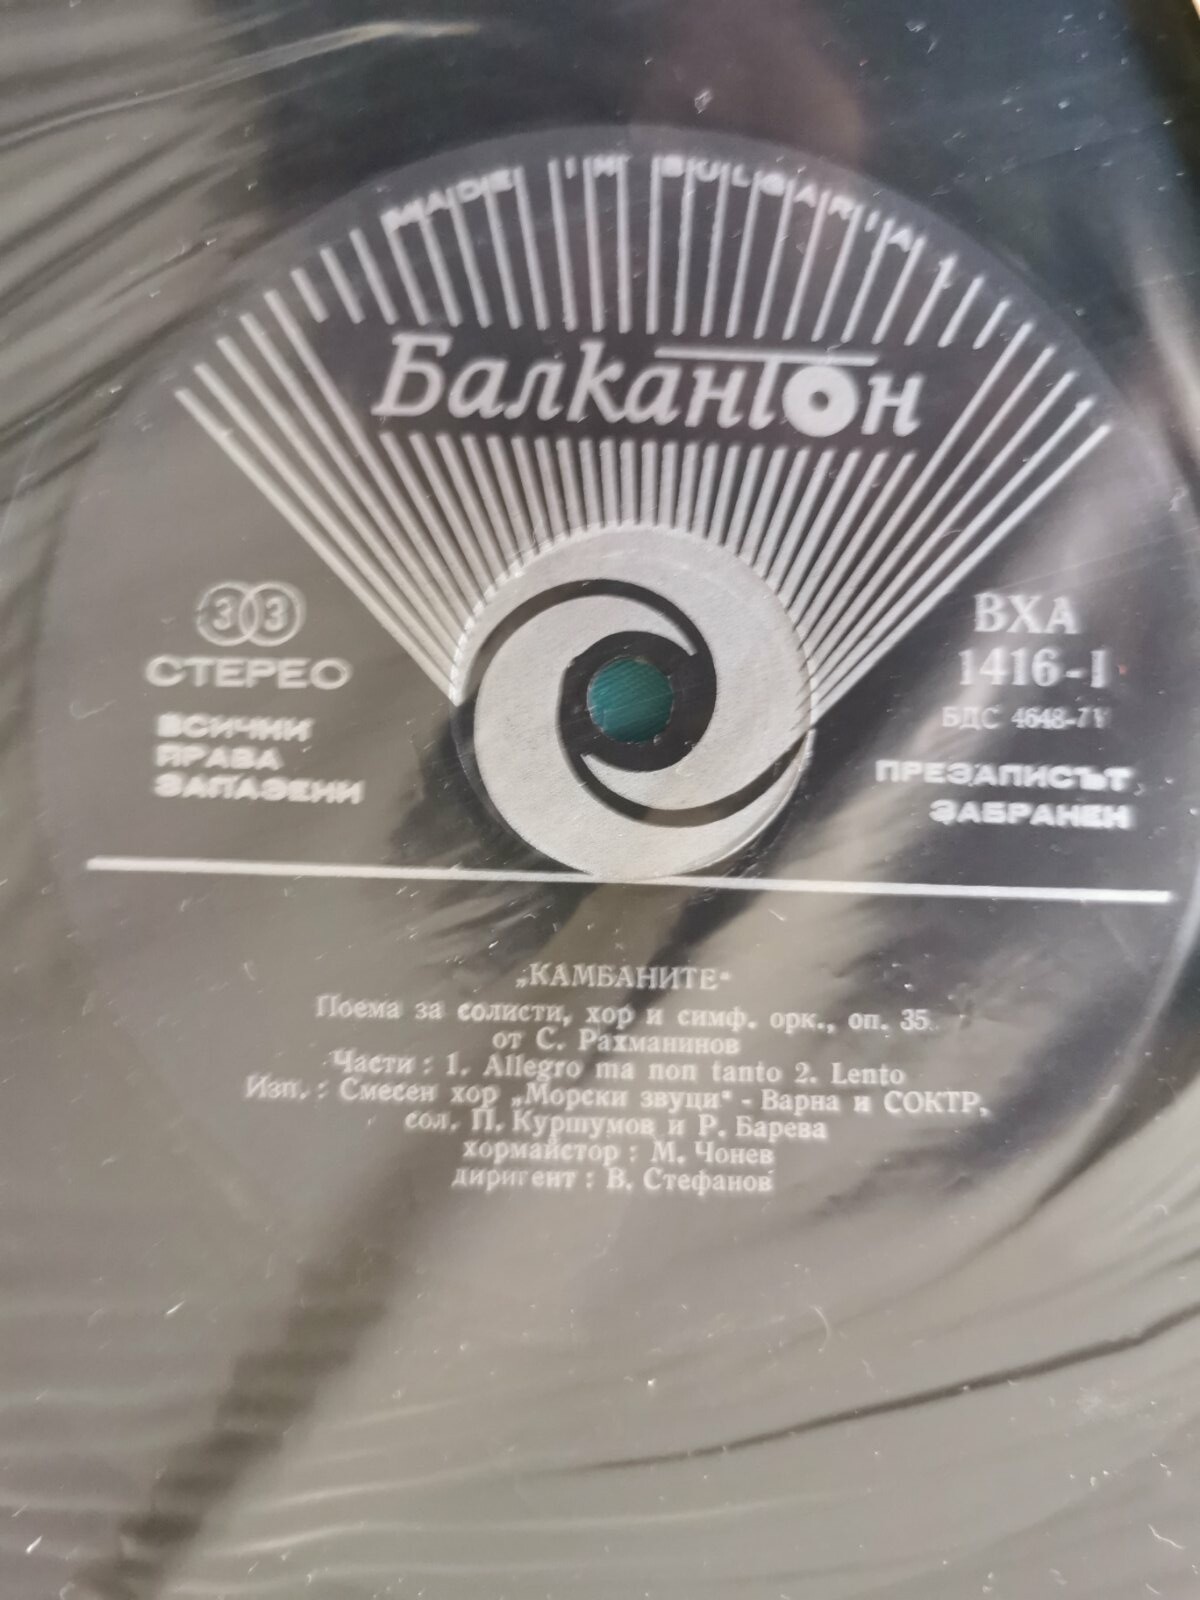 MADE IN BULGARIA
Балкантон
33
СТЕРЕО
ВСИЧКИ
ПРАВА
ЗАПАЗЕНИ
ВХА
1416-I
БДС 4648-
ПРЕЗАПИСЪТ
ЗАБРАНЕН
„КАМБАНИТЕ“
Поема за солисти, хор и симф. орк., оп. 35
от С. Рахманинов
Части : 1. Allegro ma non tanto 2. Lento
Изп. : Смесен хор „Морски звуци“ - Варна и СОКТР,
сол. П. Куршумов и Р. Барева
хормайстор : М. Чонев
диригент : В. Стефанов